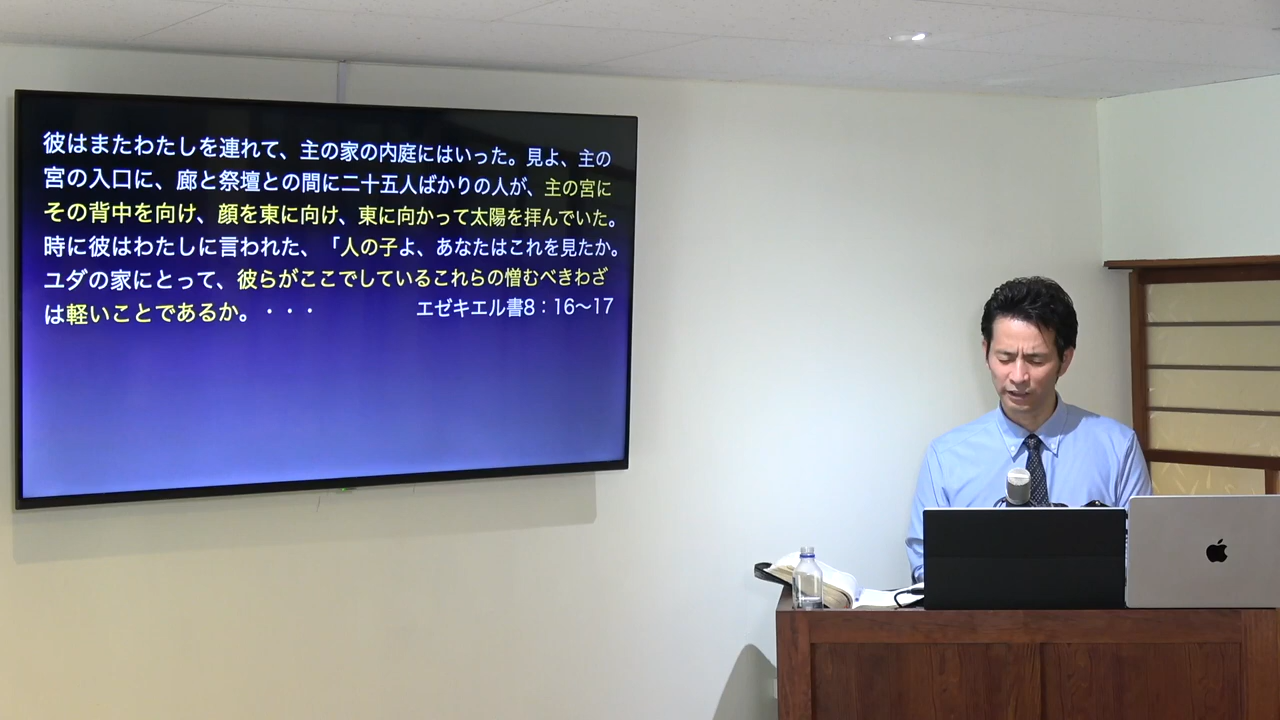 彼はまたわたしを連れて、主の家の内庭にはいった。見よ、主の
宮の入口に、廊と祭壇との間に二十五人ばかりの人が、主の宮に
その背中を向け、顔を東に向け、東に向かって太陽を拝んでいた。
時に彼はわたしに言われた、「人の子よ、あなたはこれを見たか。
ユダの家にとって、彼らがここでしているこれらの憎むべきわざ
は軽いことであるか。・・・ エゼキエル書8：16〜17